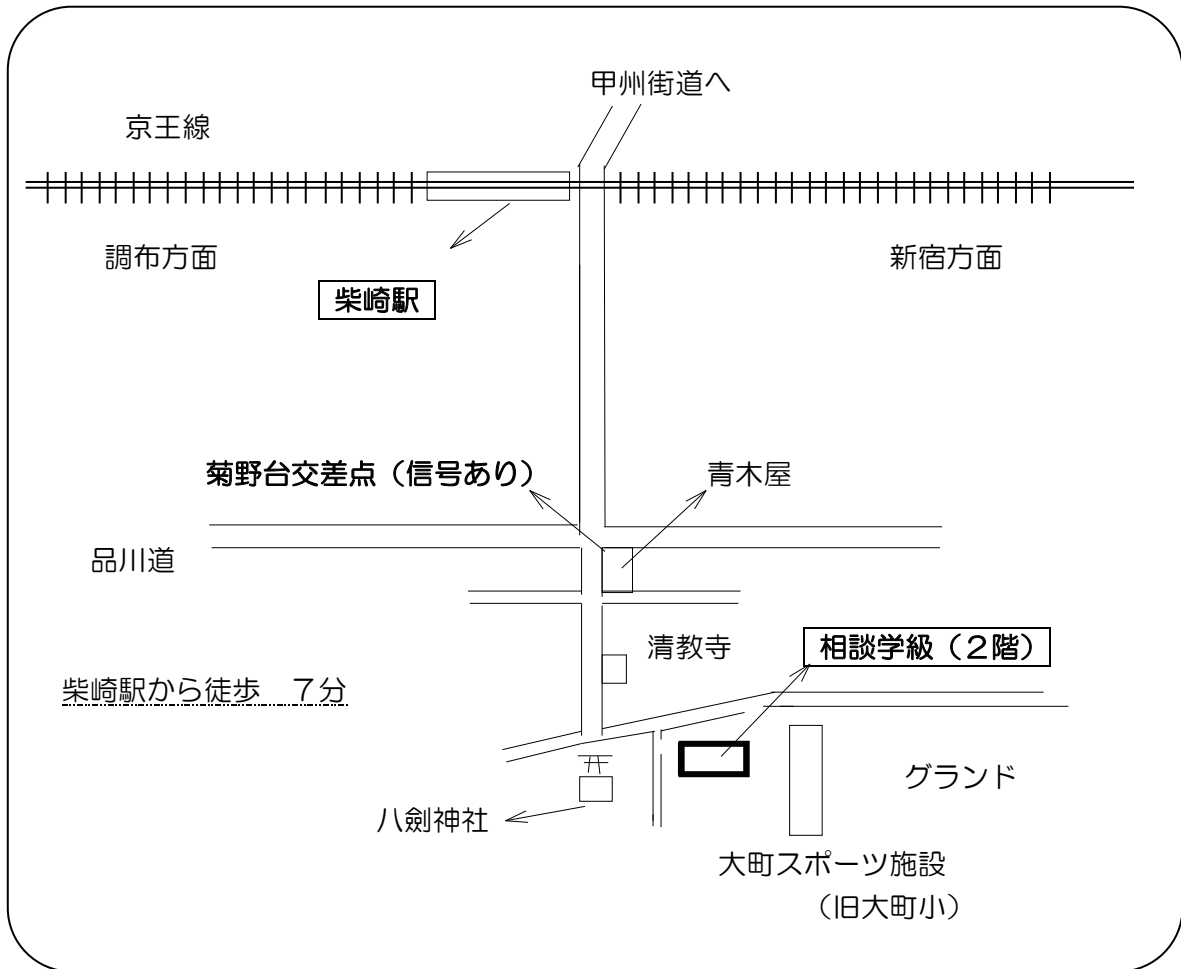 甲州街道へ
京王線
調布方面
新宿方面
柴崎駅
菊野台交差点（信号あり）
青木屋
品川道
清教寺
相談学級（２階）
柴崎駅から徒歩　７分
グランド
八劍神社
大町スポーツ施設
（旧大町小）